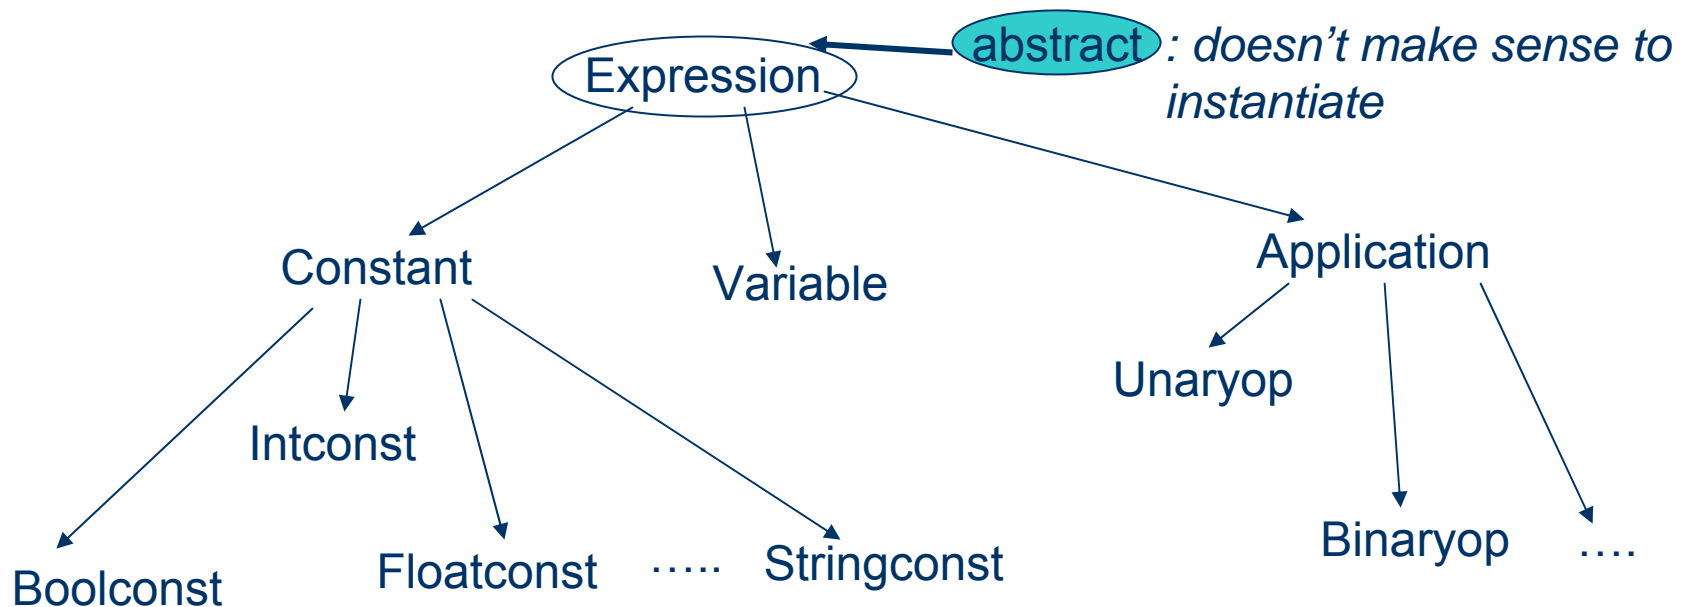 abstract : doesn’t make sense to
instantiate
Expression
Constant
Variable
Application
Unaryop
Intconst
Binaryop
….
Boolconst
Floatconst
…..
Stringconst